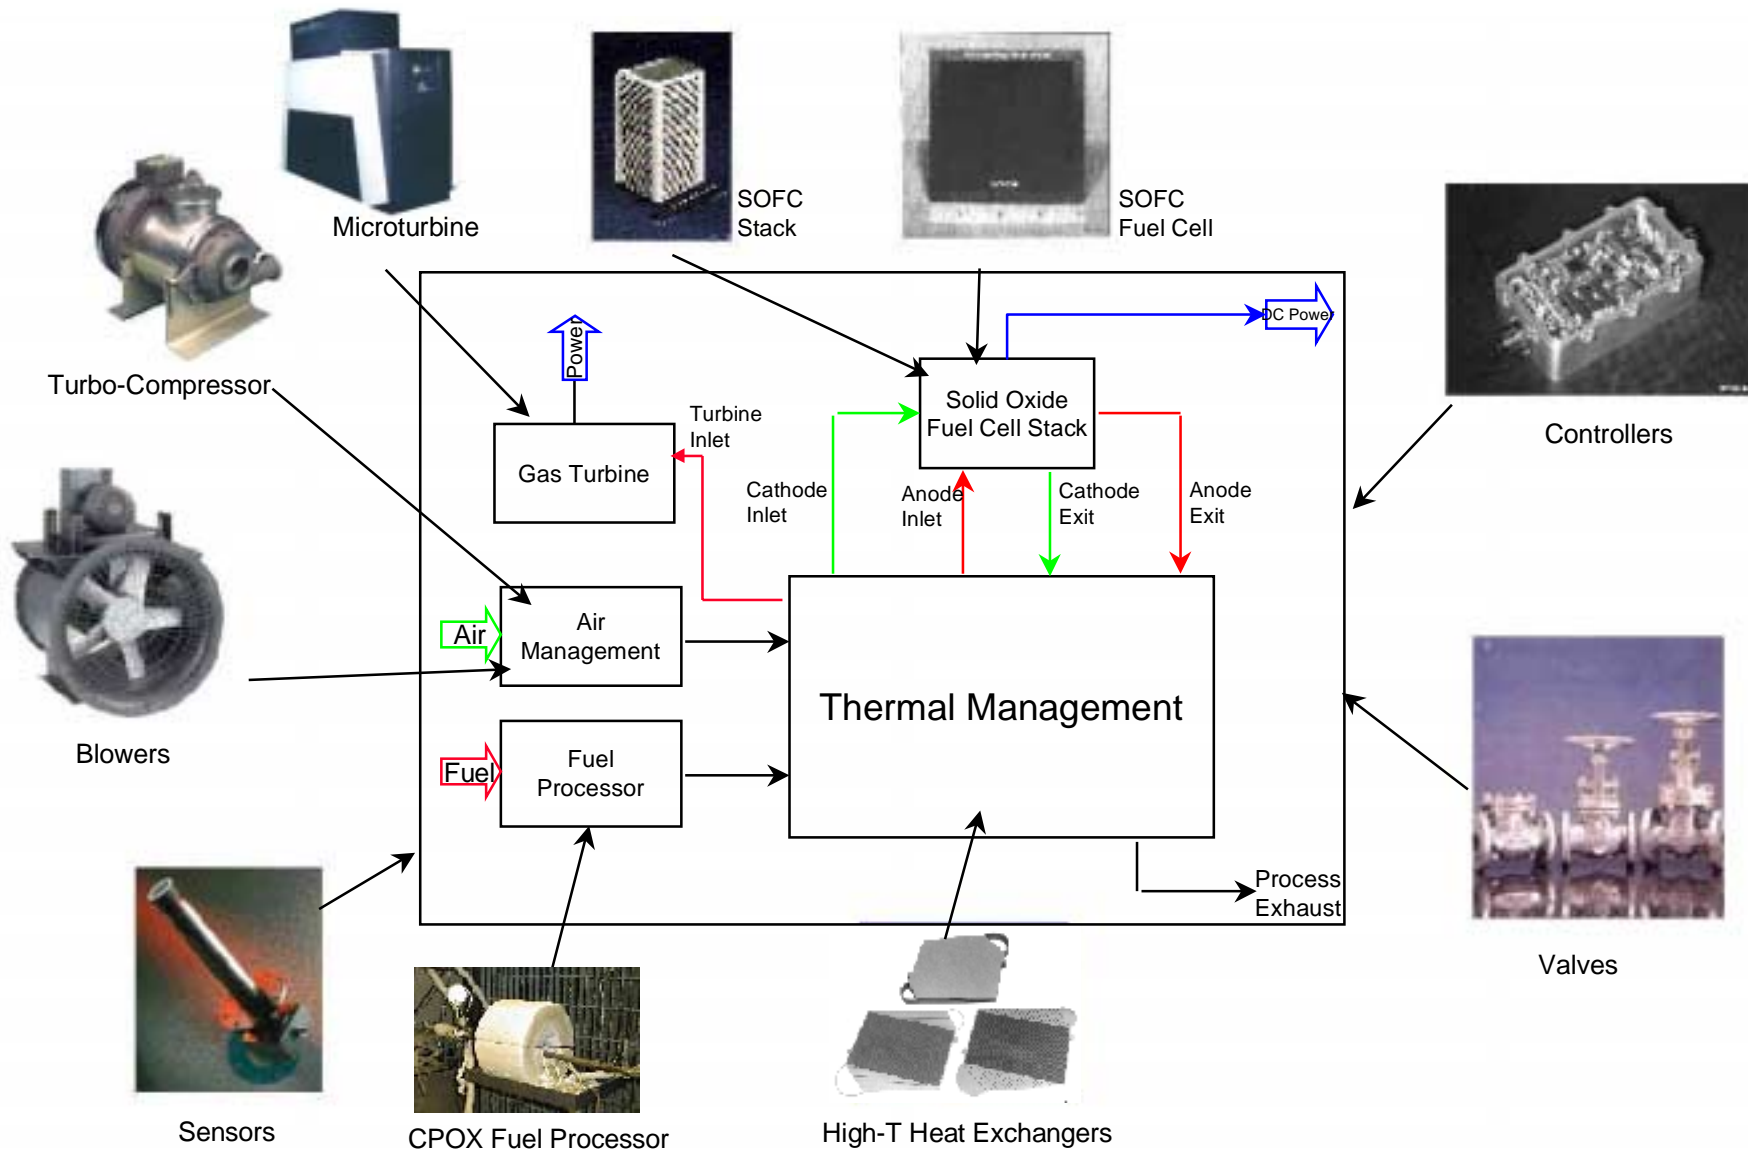 Microturbine
SOFC
Stack
SOFC
Fuel Cell
Turbo-Compressor
Controllers
Power
DC Power
Solid Oxide
Fuel Cell Stack
Turbine
Inlet
Gas Turbine
Cathode
Inlet
Anode
Inlet
Cathode
Exit
Anode
Exit
Air
Air
Management
Thermal Management
Blowers
Fuel
Fuel
Processor
Process
Exhaust
Valves
Sensors
CPOX Fuel Processor
High-T Heat Exchangers